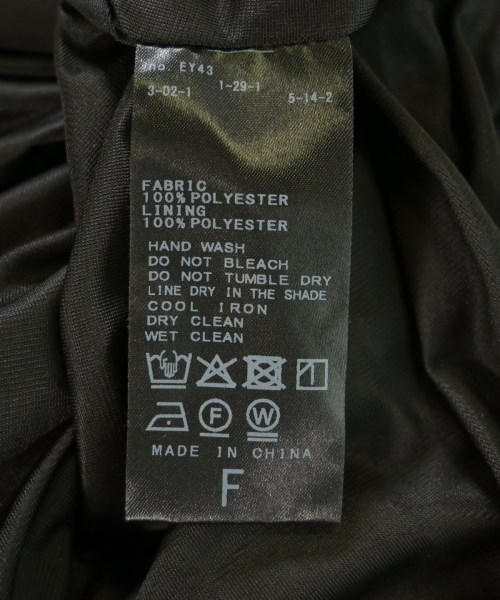 no. EY43
3-02-1 1-29-1 5-14-2
FABRIC
100% POLYESTER
LINING
100% POLYESTER
HAND WASH
DO NOT BLEACH
DO NOT TUMBLE DRY
LINE DRY IN THE SHADE
COOL IRON
DRY CLEAN
WET CLEAN
F W
MADE IN CHINA
F